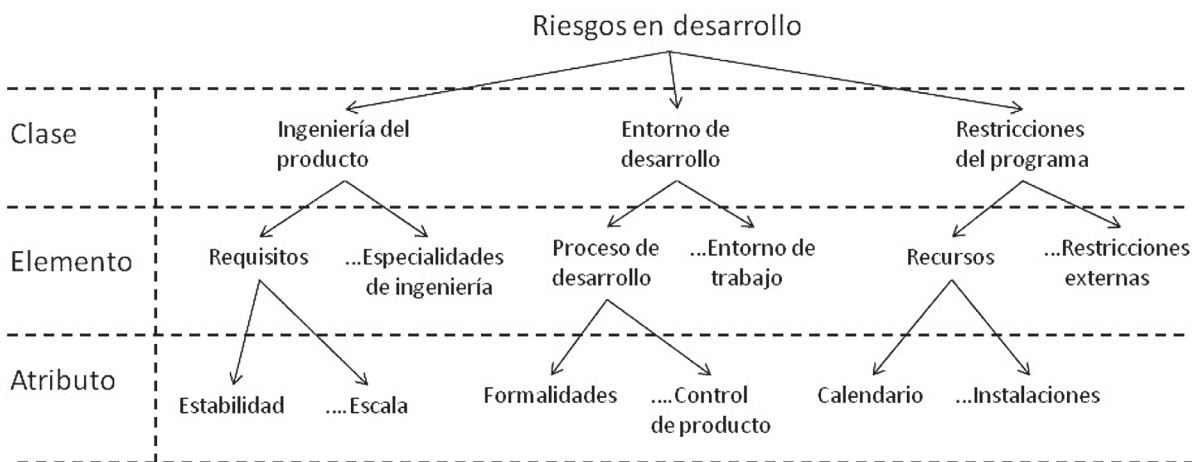 Riesgos en desarrollo
Clase
Ingeniería del
producto
Entorno de
desarrollo
Restricciones
del programa
Elemento
Requisitos
...Especialidades
de ingeniería
Proceso de
desarrollo
...Entorno de
trabajo
Recursos
...Restricciones
externas
Atributo
Estabilidad
....Escala
Formalidades
....Control
de producto
Calendario
...Instalaciones